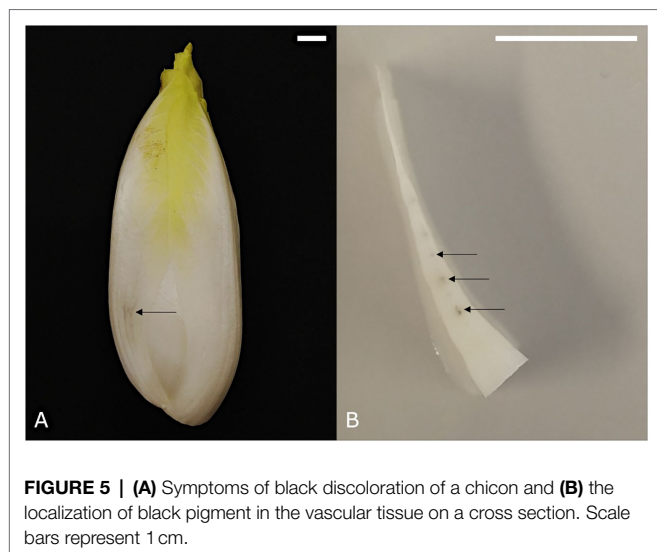 A
B
FIGURE 5 | (A) Symptoms of black discoloration of a chicon and (B) the
localization of black pigment in the vascular tissue on a cross section. Scale
bars represent 1 cm.